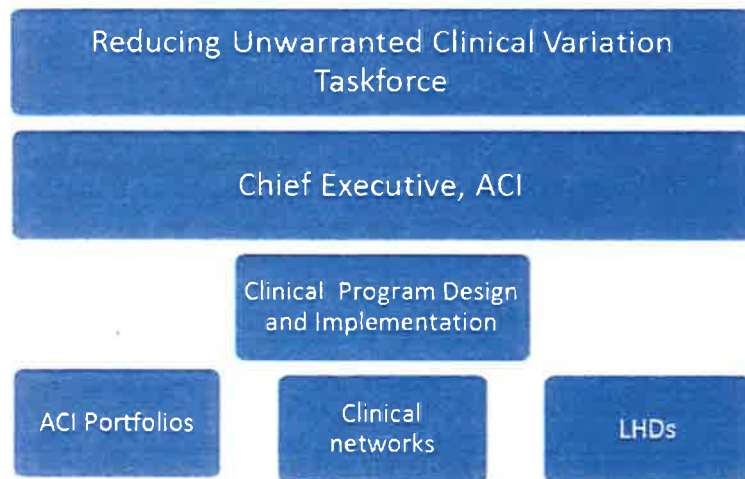 Reducing Unwarranted Clinical Variation
Taskforce
Chief Executive, ACI
Clinical Program Design
and Implementation
ACI Portfolios
Clinical
networks
LHDs